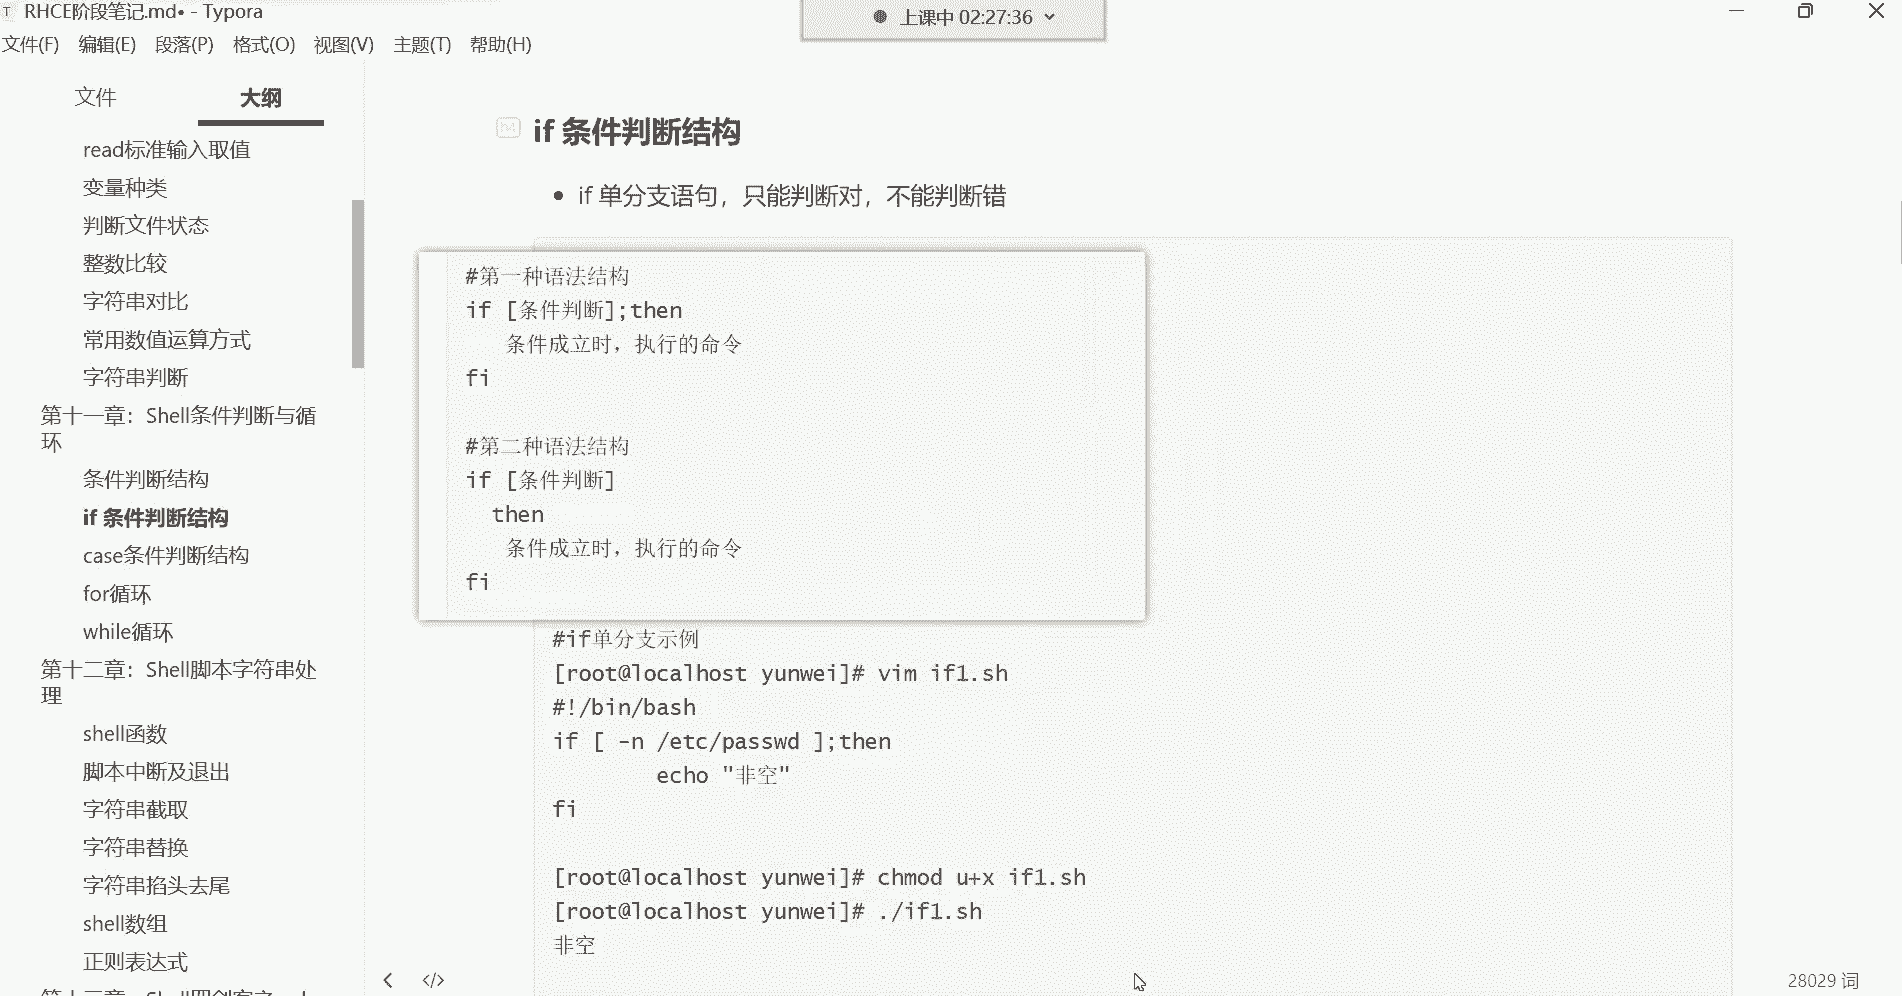 RHCE阶段笔记.md• - Typora
上课中 02:27:36
文件(F) 编辑(E) 段落(P) 格式(O) 视图(V) 主题(T) 帮助(H)
文件 大纲
read标准输入取值
变量种类
判断文件状态
整数比较
字符串对比
常用数值运算方式
字符串判断
第十一章：Shell条件判断与循
环
条件判断结构
if 条件判断结构
case条件判断结构
for循环
while循环
第十二章：Shell脚本字符串处
理
shell函数
脚本中断及退出
字符串截取
字符串替换
字符串掐头去尾
shell数组
正则表达式
if 条件判断结构
• if 单分支语句，只能判断对，不能判断错
#第一种语法结构
if [条件判断];then
条件成立时，执行的命令
fi
#第二种语法结构
if [条件判断]
then
条件成立时，执行的命令
fi
#if单分支示例
[root@localhost yunwei]# vim if1.sh
#!/bin/bash
if [ -n /etc/passwd ];then
echo "非空"
fi
[root@localhost yunwei]# chmod u+x if1.sh
[root@localhost yunwei]# ./if1.sh
非空
</> 28029 词